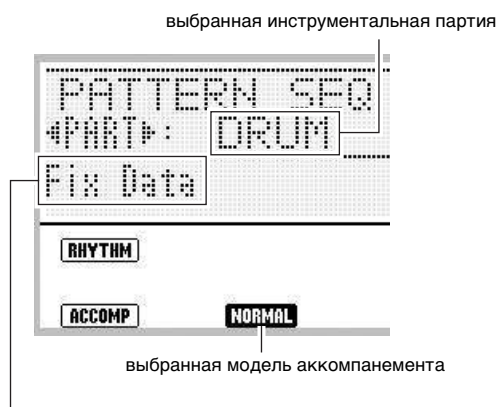 выбранная инструментальная партия
PATTERN SEQ
◄PART►: DRUM
Fix Data
RHYTHM
ACCOMP NORMAL
выбранная модель аккомпанемента